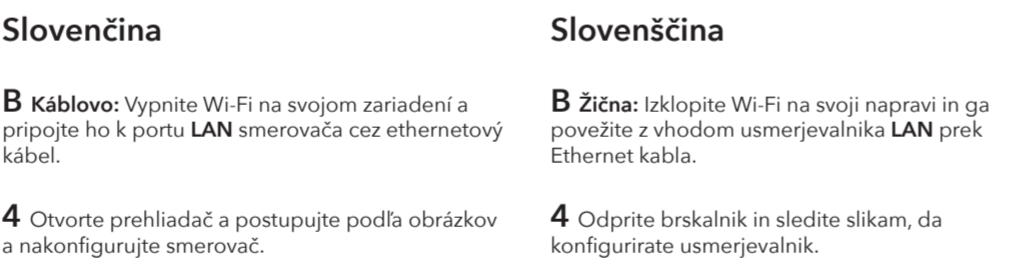 Slovenčina
B Káblovo: Vypnite Wi-Fi na svojom zariadení a
pripojte ho k portu LAN smerovača cez ethernetový
kábel.
4 Otvorte prehliadač a postupujte podľa obrázkov
a nakonfigurujte smerovač.
Slovenščina
B Žična: Izklopite Wi-Fi na svoji napravi in ga
povežite z vhodom usmerjevalnika LAN prek
Ethernet kabla.
4 Odprite brskalnik in sledite slikam, da
konfigurirate usmerjevalnik.